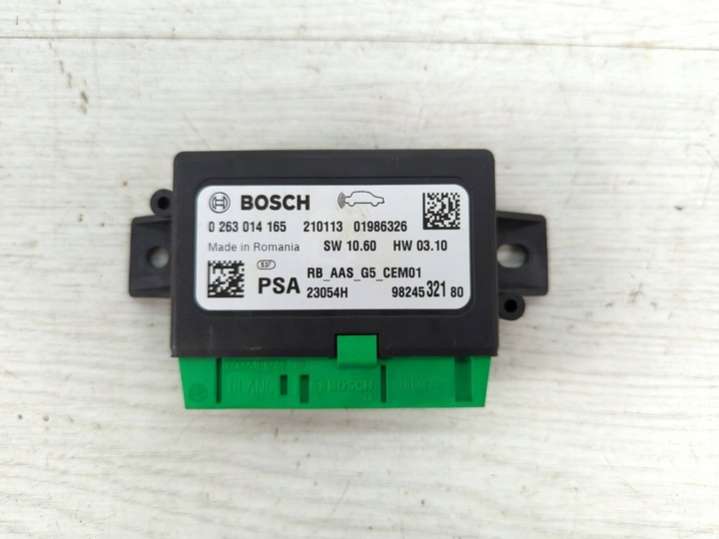 BOSCH
0 263 014 165 210113 01986326
Made in Romania SW 10.60 HW 03.10
RB_AAS_G5_CEM01
PSA 23054H 98245 321 80
BOSCH